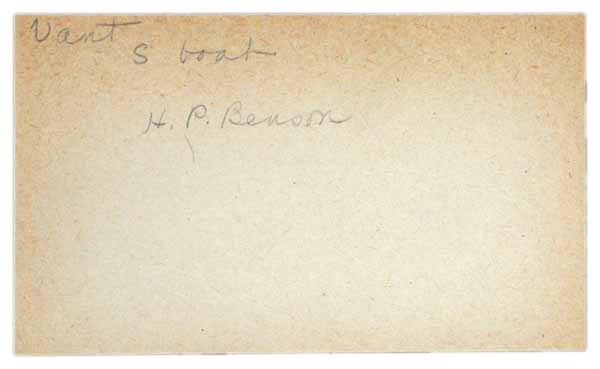 Vant
S boat
H. P. Benson